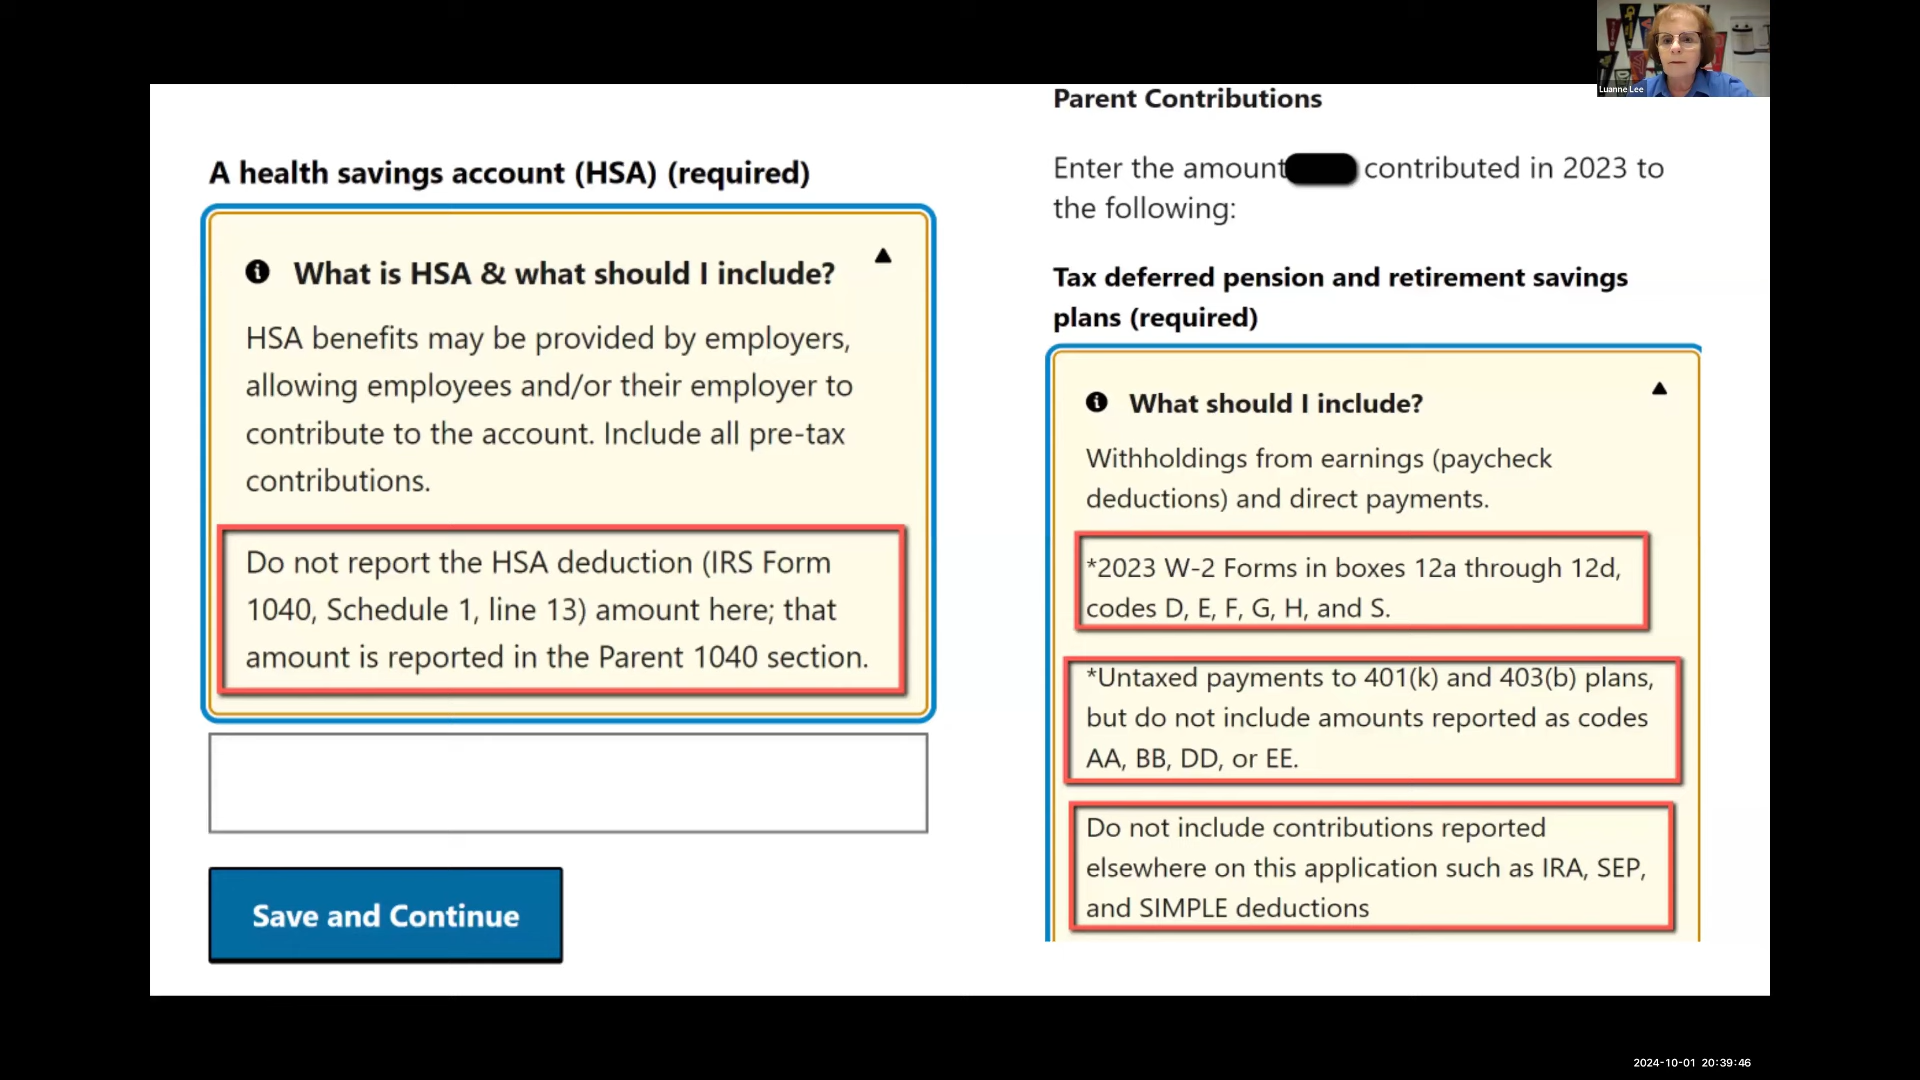 Luanne Lee
A health savings account (HSA) (required)
What is HSA & what should I include?
HSA benefits may be provided by employers,
allowing employees and/or their employer to
contribute to the account. Include all pre-tax
contributions.
Do not report the HSA deduction (IRS Form
1040, Schedule 1, line 13) amount here; that
amount is reported in the Parent 1040 section.
Save and Continue
Parent Contributions
Enter the amount contributed in 2023 to
the following:
Tax deferred pension and retirement savings
plans (required)
What should I include?
Withholdings from earnings (paycheck
deductions) and direct payments.
*2023 W-2 Forms in boxes 12a through 12d,
codes D, E, F, G, H, and S.
*Untaxed payments to 401(k) and 403(b) plans,
but do not include amounts reported as codes
AA, BB, DD, or EE.
Do not include contributions reported
elsewhere on this application such as IRA, SEP,
and SIMPLE deductions
2024-10-01 20:39:46